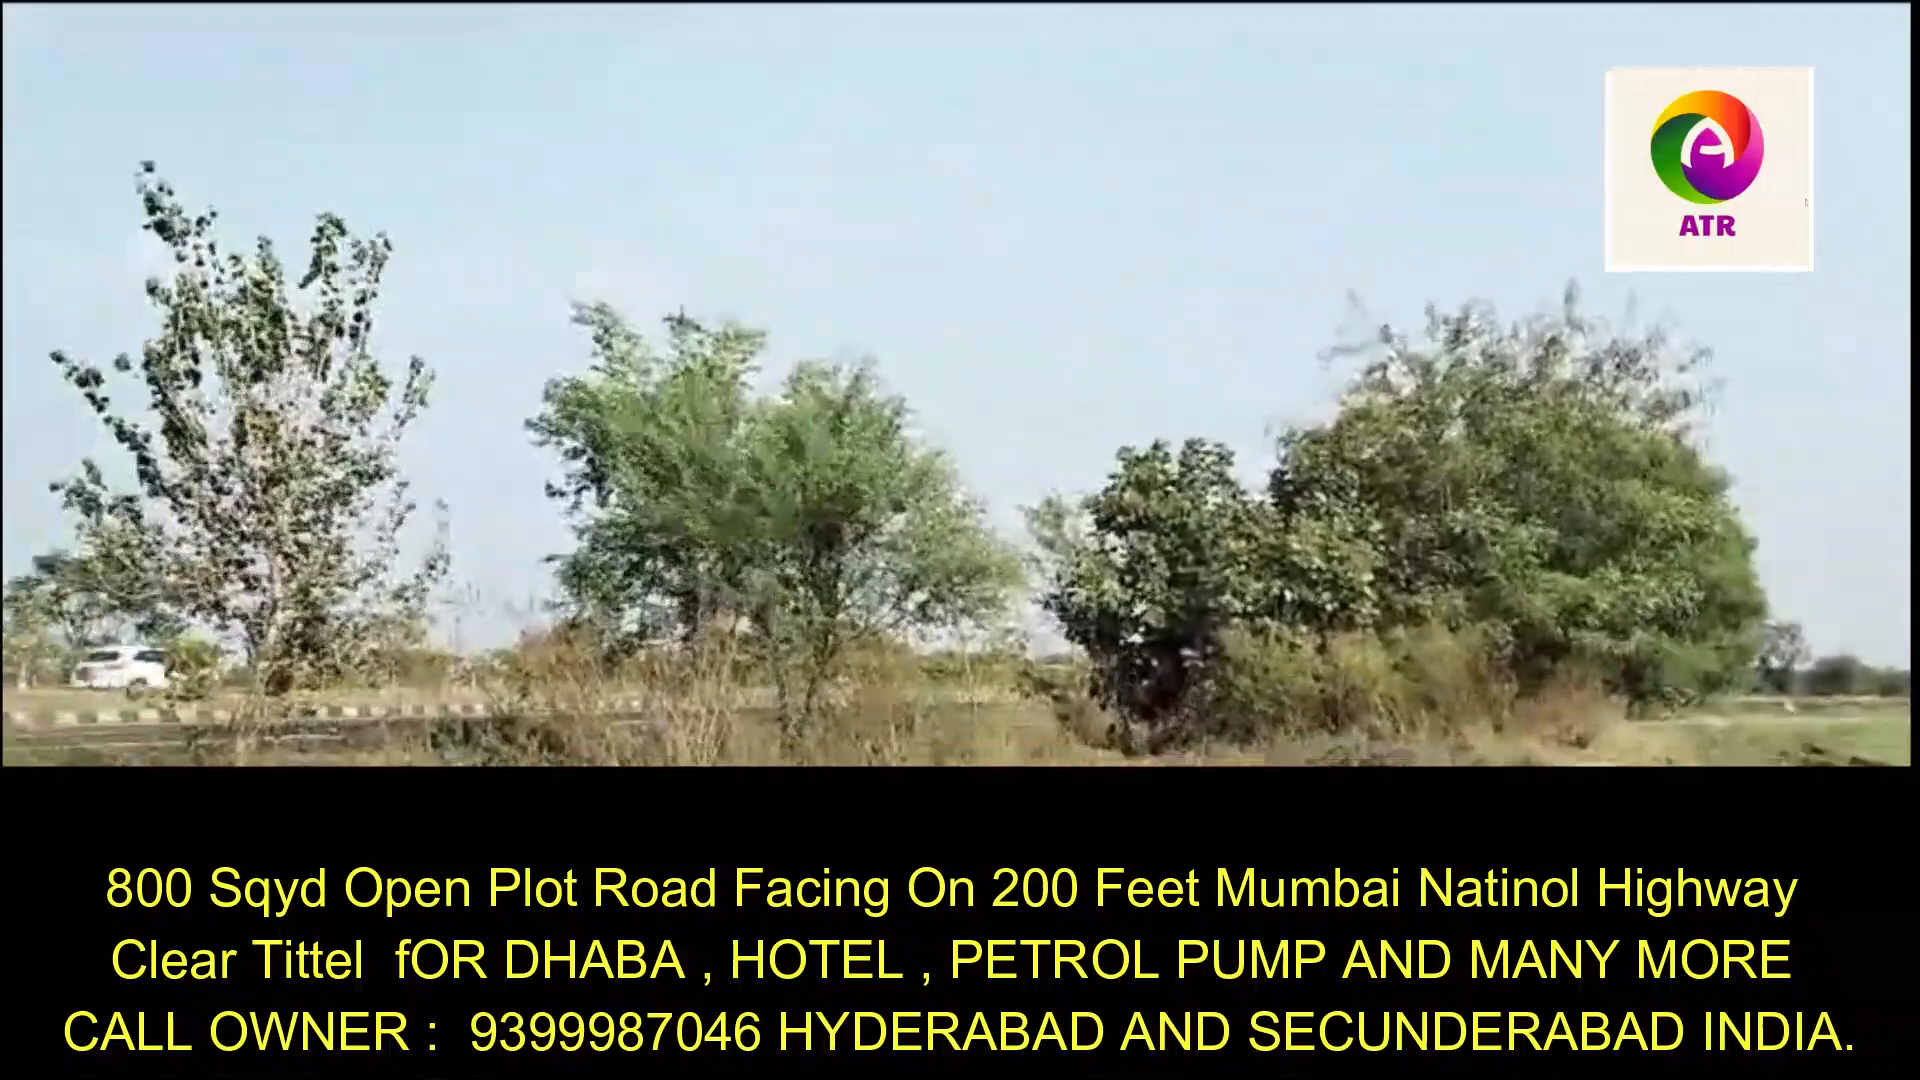 ATR
800 Sqyd Open Plot Road Facing On 200 Feet Mumbai Natinol Highway
Clear Tittel fOR DHABA , HOTEL , PETROL PUMP AND MANY MORE
CALL OWNER : 9399987046 HYDERABAD AND SECUNDERABAD INDIA.